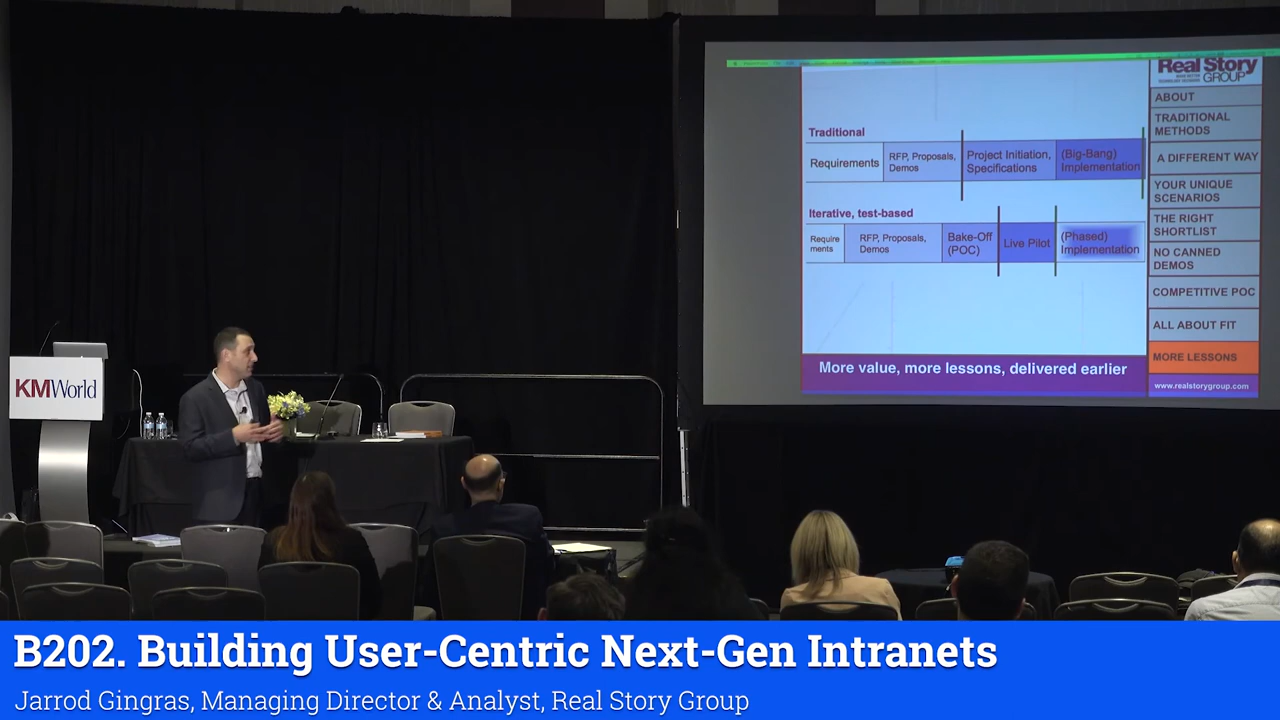 Real Story
GROUP
ABOUT
TRADITIONAL
METHODS
A DIFFERENT WAY
YOUR UNIQUE
SCENARIOS
THE RIGHT
SHORTLIST
NO CANNED
DEMOS
COMPETITIVE POC
ALL ABOUT FIT
MORE LESSONS
www.realstorygroup.com
Traditional
Requirements
RFP, Proposals,
Demos
Project Initiation,
Specifications
(Big-Bang)
Implementation
Iterative, test-based
Require
ments
RFP, Proposals,
Demos
Bake-Off
(POC)
Live Pilot
(Phased)
Implementation
More value, more lessons, delivered earlier
KMWorld
B202. Building User-Centric Next-Gen Intranets
Jarrod Gingras, Managing Director & Analyst, Real Story Group